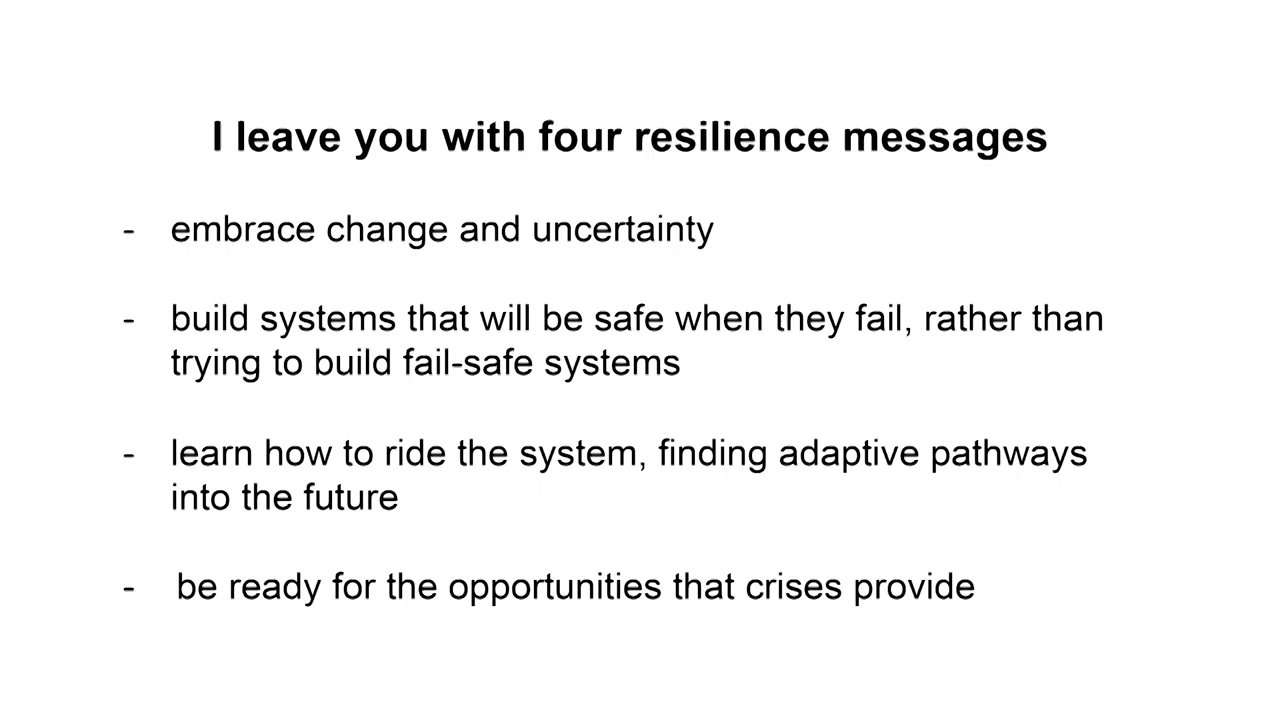 I leave you with four resilience messages
- embrace change and uncertainty
- build systems that will be safe when they fail, rather than
trying to build fail-safe systems
- learn how to ride the system, finding adaptive pathways
into the future
- be ready for the opportunities that crises provide